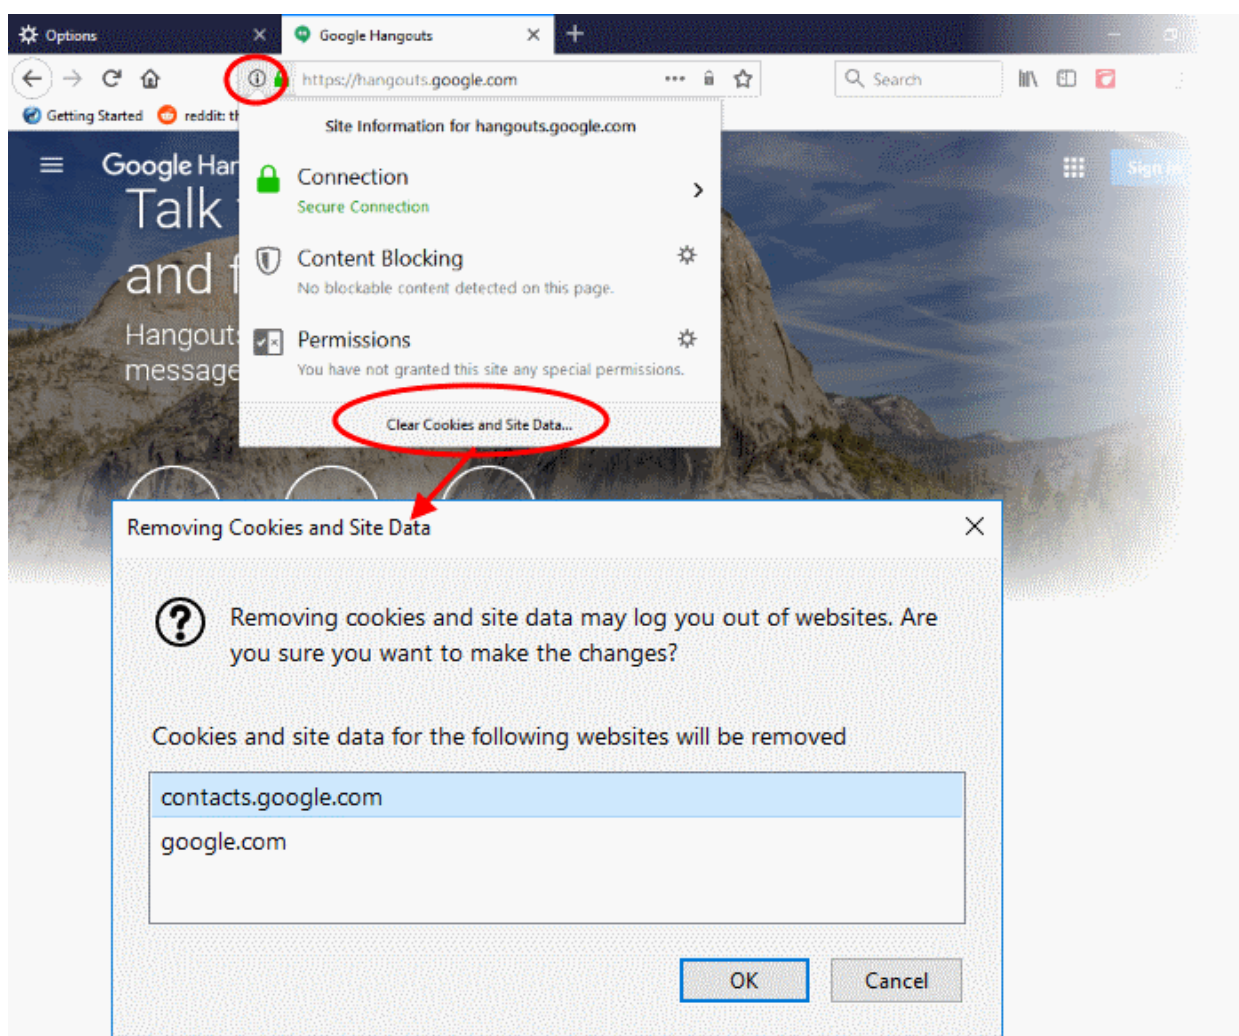 Options
Google Hangouts
https://hangouts.google.com
Search
Getting Started
reddit: th
Site Information for hangouts.google.com
Google Har
Sign in
Connection
Secure Connection
Talk
Content Blocking
No blockable content detected on this page.
and f
Hangouts
Permissions
You have not granted this site any special permissions.
message
Clear Cookies and Site Data...
Removing Cookies and Site Data
Removing cookies and site data may log you out of websites. Are
you sure you want to make the changes?
Cookies and site data for the following websites will be removed
contacts.google.com
google.com
OK
Cancel